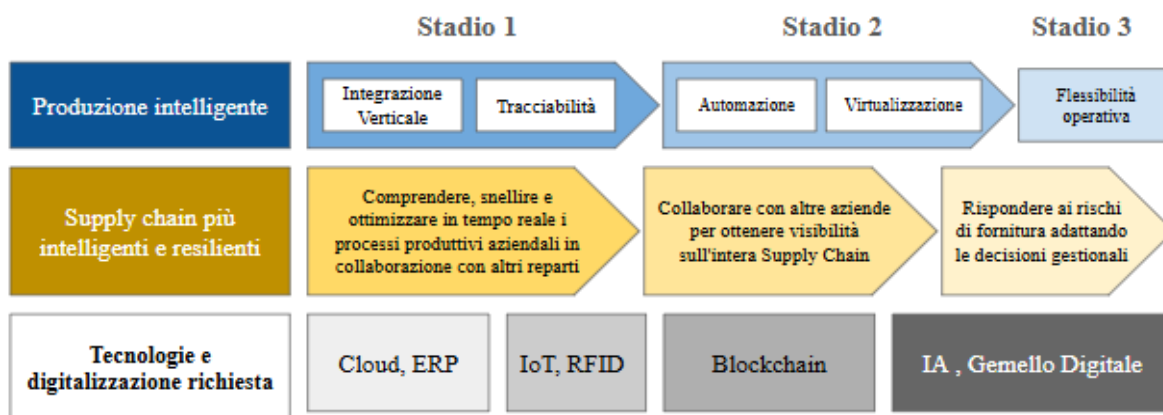 Stadio 1
Stadio 2
Stadio 3
Produzione intelligente
Integrazione
Verticale
Tracciabilità
Automazione
Virtualizzazione
Flessibilità
operativa
Supply chain più
intelligenti e resilienti
Comprendere, snellire e
ottimizzare in tempo reale i
processi produttivi aziendali in
collaborazione con altri reparti
Collaborare con altre aziende
per ottenere visibilità
sull'intera Supply Chain
Rispondere ai rischi
di fornitura adattando
le decisioni gestionali
Tecnologie e
digitalizzazione richiesta
Cloud, ERP
IoT, RFID
Blockchain
IA , Gemello Digitale